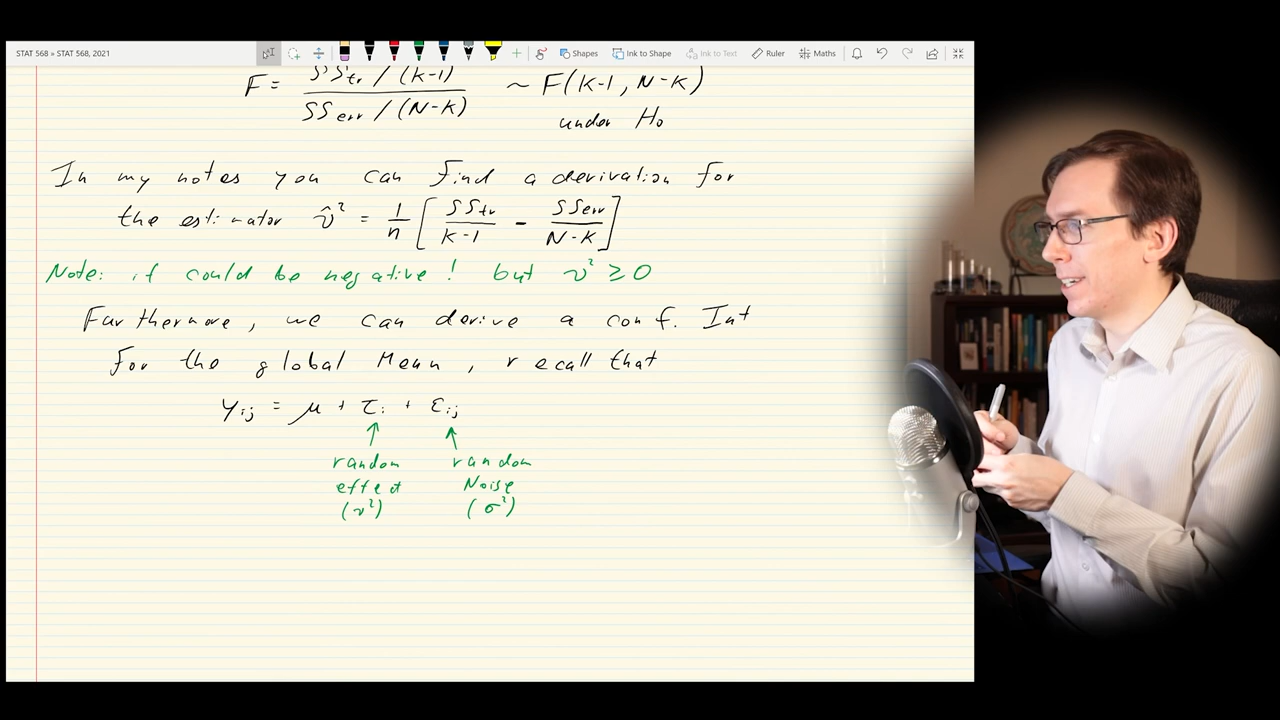 STAT 568 » STAT 568, 2021
Shapes Ink to Shape Ink to Text Ruler Maths
F = SStr / (K-1) / SSerr / (N-K) ~ F(K-1, N-K)
under H₀
In my notes you can find a derivation for
the estimator ν̂² = 1/n [ SStr/K-1 - SSerr/N-K ]
Note: it could be negative! but ν² ≥ 0
Furthermore, we can derive a conf. Int
For the global Mean, recall that
yij = μ + τi + εij
random random
effect Noise
(ν²) (σ²)